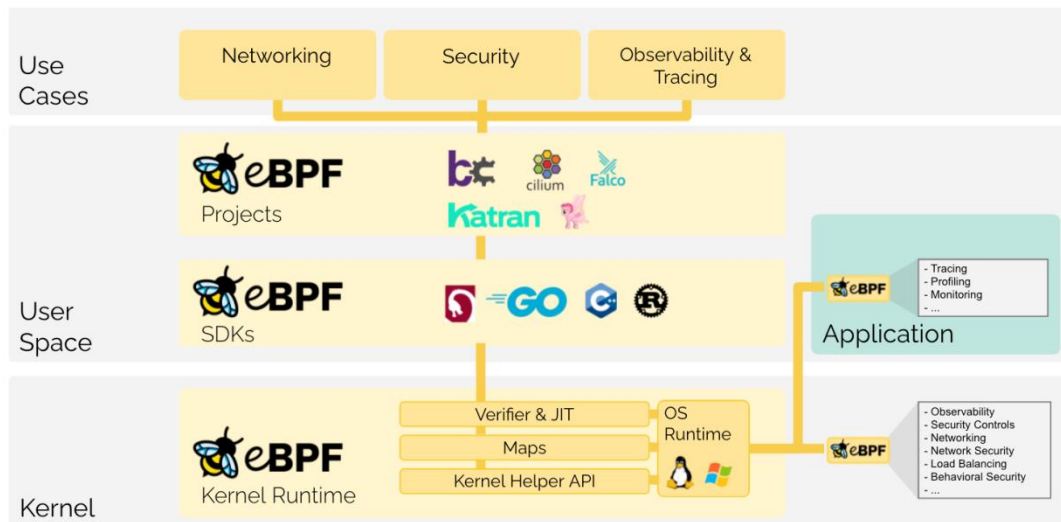 Use
Cases
Networking
Security
Observability &
Tracing
eBPF
Projects
bc
cilium
Falco
Katran
User
Space
eBPF
SDKs
GO
C++
R
eBPF
- Tracing
- Profiling
- Monitoring
- ...
Application
Kernel
eBPF
Kernel Runtime
Verifier & JIT
Maps
Kernel Helper API
OS
Runtime
eBPF
- Observability
- Security Controls
- Networking
- Network Security
- Load Balancing
- Behavioral Security
- ...